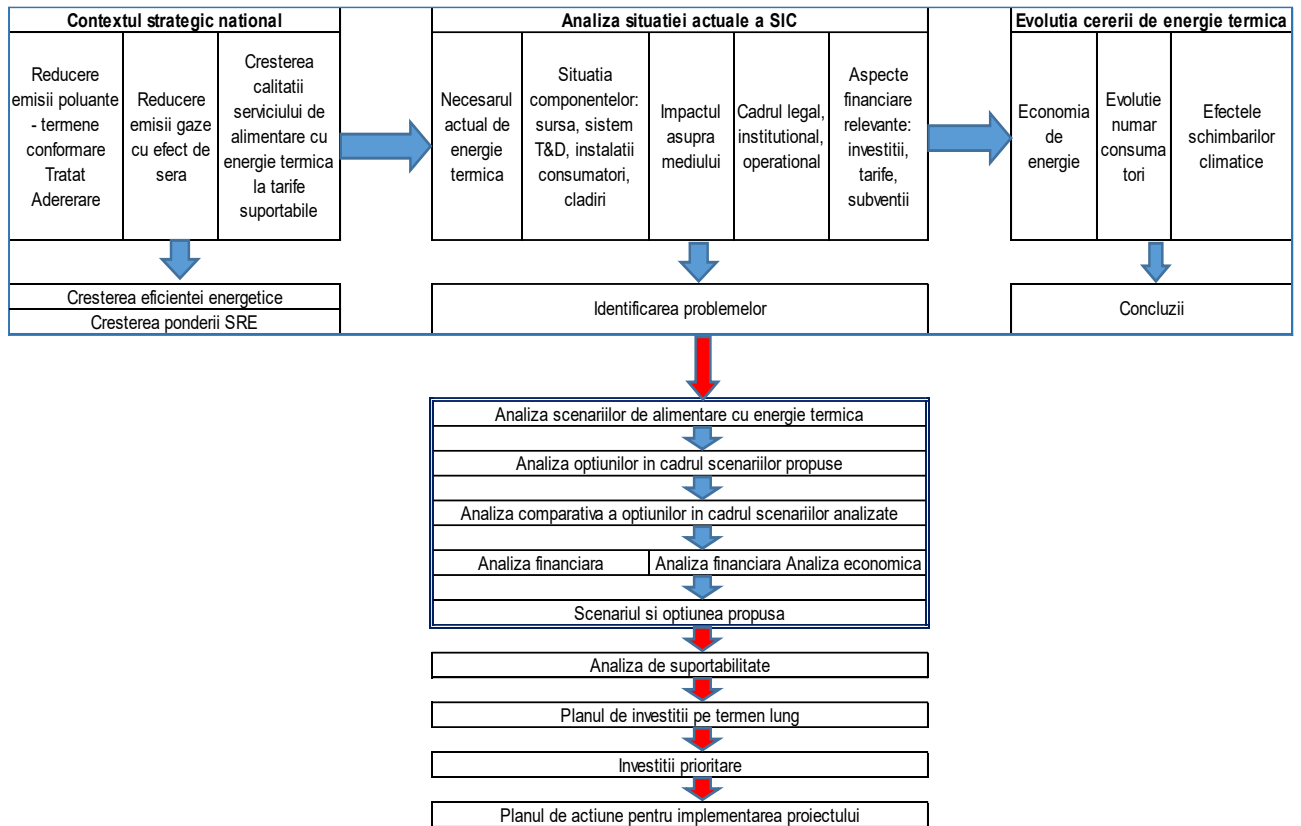 Contextul strategic national
Reducere
emisii poluante
- termene
conformare
Tratat
Adererare
Reducere
emisii gaze
cu efect de
sera
Cresterea
calitatii
serviciului de
alimentare cu
energie termica
la tarife
suportabile
Cresterea eficientei energetice
Cresterea ponderii SRE
Analiza situatiei actuale a SIC
Necesarul
actual de
energie
termica
Situatia
componentelor:
sursa, sistem
T&D, instalatii
consumatori,
cladiri
Impactul
asupra
mediului
Cadrul legal,
institutional,
operational
Aspecte
financiare
relevante:
investitii,
tarife,
subventii
Identificarea problemelor
Evolutia cererii de energie termica
Economia
de
energie
Evolutie
numar
consuma
tori
Efectele
schimbarilor
climatice
Concluzii
Analiza scenariilor de alimentare cu energie termica
Analiza optiunilor in cadrul scenariilor propuse
Analiza comparativa a optiunilor in cadrul scenariilor analizate
Analiza financiara
Analiza financiara Analiza economica
Scenariul si optiunea propusa
Analiza de suportabilitate
Planul de investitii pe termen lung
Investitii prioritare
Planul de actiune pentru implementarea proiectului